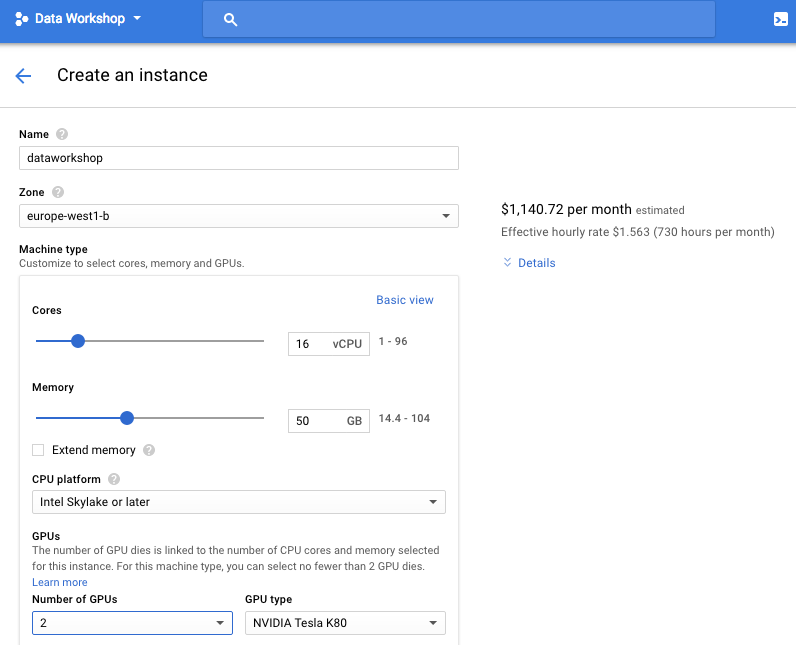 Data Workshop
Create an instance
Name
dataworkshop
Zone
europe-west1-b
$1,140.72 per month estimated
Effective hourly rate $1.563 (730 hours per month)
Details
Machine type
Customize to select cores, memory and GPUs.
Basic view
Cores
16 vCPU 1 - 96
Memory
50 GB 14.4 - 104
Extend memory
CPU platform
Intel Skylake or later
GPUs
The number of GPU dies is linked to the number of CPU cores and memory selected
for this instance. For this machine type, you can select no fewer than 2 GPU dies.
Learn more
Number of GPUs GPU type
2 NVIDIA Tesla K80